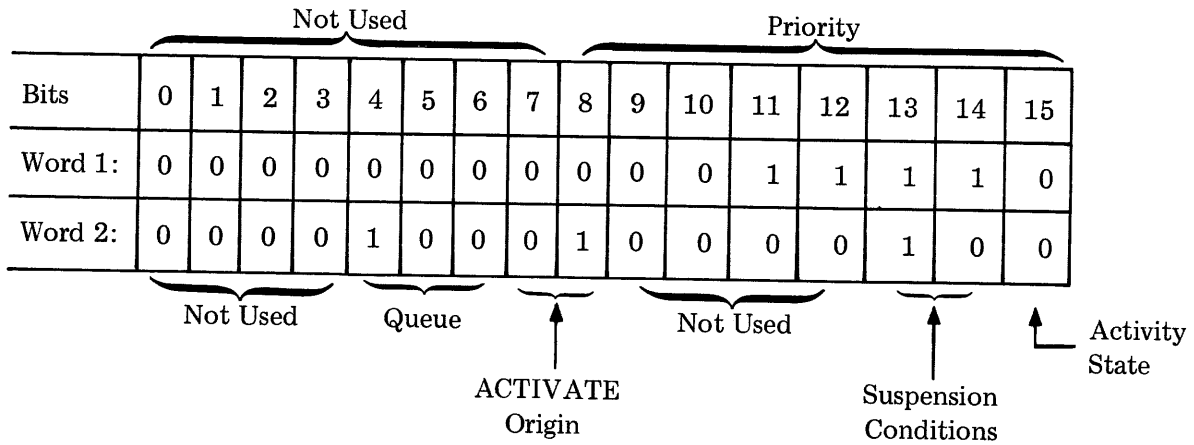 Not Used Priority
Bits 0 1 2 3 4 5 6 7 8 9 10 11 12 13 14 15
Word 1: 0 0 0 0 0 0 0 0 0 0 0 1 1 1 1 0
Word 2: 0 0 0 0 1 0 0 0 1 0 0 0 0 1 0 0
Not Used Queue Not Used
Activity
State
ACTIVATE
Origin
Suspension
Conditions